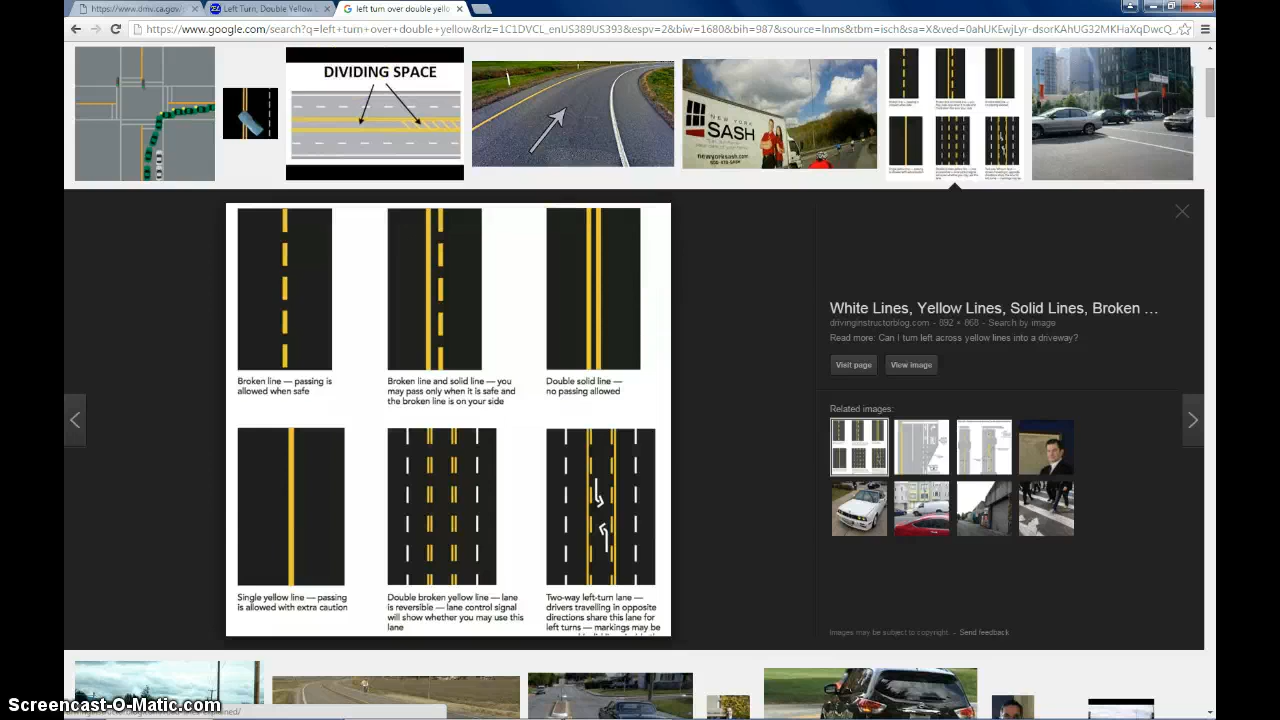 https://www.dmv.ca.gov/p
Left Turn, Double Yellow L
left turn over double yello
https://www.google.com/search?q=left+turn+over+double+yellow&rlz=1C1DVCL_enUS389US393&espv=2&biw=1680&bih=987&source=lnms&tbm=isch&sa=X&ved=0ahUKEwjLyr-dsorKAhUG32MKHaXqDwcQ_
DIVIDING SPACE
NEW YORK
SASH
newyorksash.com
Broken line — passing is
allowed when safe
Broken line and solid line — you
may pass only when it is safe and
the broken line is on your side
Double solid line —
no passing allowed
Single yellow line — passing
is allowed with extra caution
Double broken yellow line — lane
is reversible — lane control signal
will show whether you may use this
lane
Two-way left-turn lane —
drivers travelling in opposite
directions share this lane for
left turns — markings may be
White Lines, Yellow Lines, Solid Lines, Broken ...
drivinginstructorblog.com - 892 × 868 - Search by image
Read more: Can I turn left across yellow lines into a driveway?
Visit page
View image
Related images:
Images may be subject to copyright. - Send feedback
Screencast-O-Matic.com